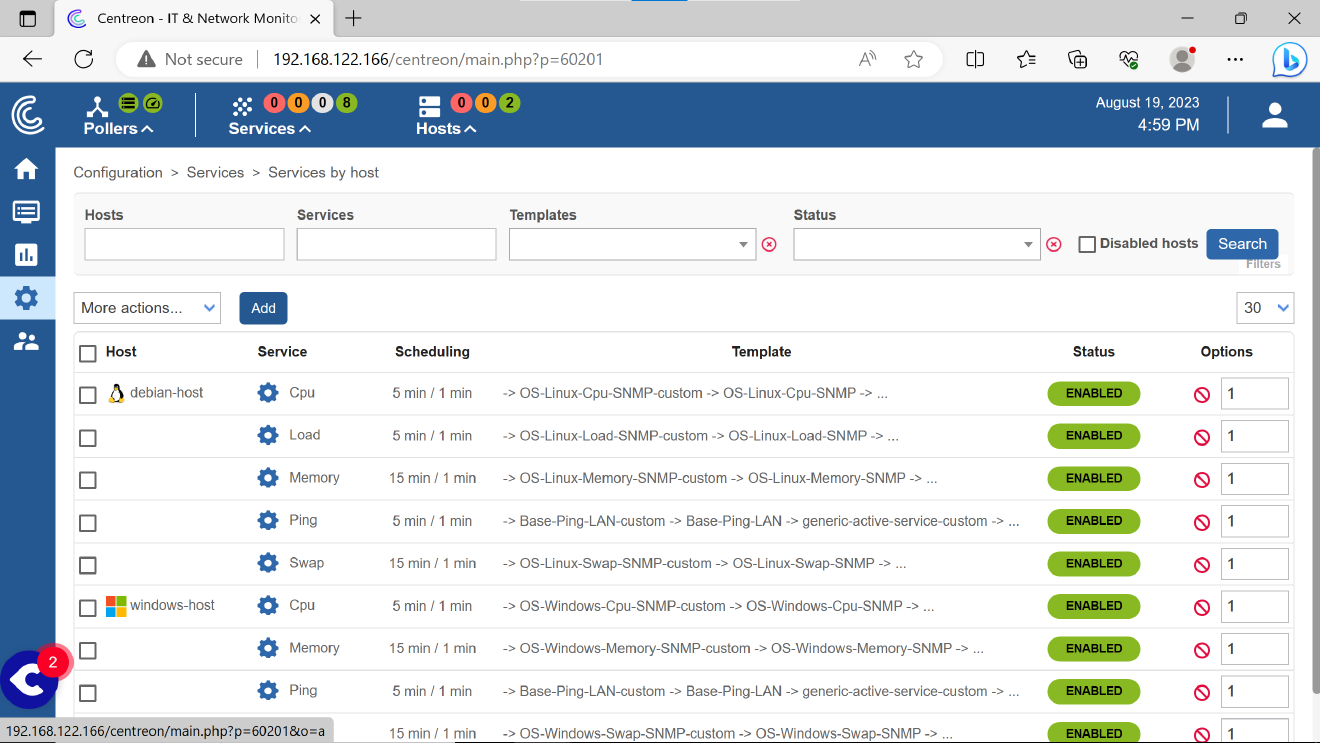 Centreon - IT & Network Monito
Not secure 192.168.122.166/centreon/main.php?p=60201
Pollers
Services 0 0 0 8
Hosts 0 0 2
August 19, 2023
4:59 PM
Configuration > Services > Services by host
Hosts Services Templates Status
Disabled hosts Search
Filters
More actions... Add 30
Host Service Scheduling Template Status Options
debian-host Cpu 5 min / 1 min -> OS-Linux-Cpu-SNMP-custom -> OS-Linux-Cpu-SNMP -> ... ENABLED 1
Load 5 min / 1 min -> OS-Linux-Load-SNMP-custom -> OS-Linux-Load-SNMP -> ... ENABLED 1
Memory 15 min / 1 min -> OS-Linux-Memory-SNMP-custom -> OS-Linux-Memory-SNMP -> ... ENABLED 1
Ping 5 min / 1 min -> Base-Ping-LAN-custom -> Base-Ping-LAN -> generic-active-service-custom -> ... ENABLED 1
Swap 15 min / 1 min -> OS-Linux-Swap-SNMP-custom -> OS-Linux-Swap-SNMP -> ... ENABLED 1
windows-host Cpu 5 min / 1 min -> OS-Windows-Cpu-SNMP-custom -> OS-Windows-Cpu-SNMP -> ... ENABLED 1
Memory 15 min / 1 min -> OS-Windows-Memory-SNMP-custom -> OS-Windows-Memory-SNMP -> ... ENABLED 1
Ping 5 min / 1 min -> Base-Ping-LAN-custom -> Base-Ping-LAN -> generic-active-service-custom -> ... ENABLED 1
2
15 min / 1 min -> OS-Windows-Swap-SNMP-custom -> OS-Windows-Swap-SNMP -> ... ENABLED 1
192.168.122.166/centreon/main.php?p=60201&o=a